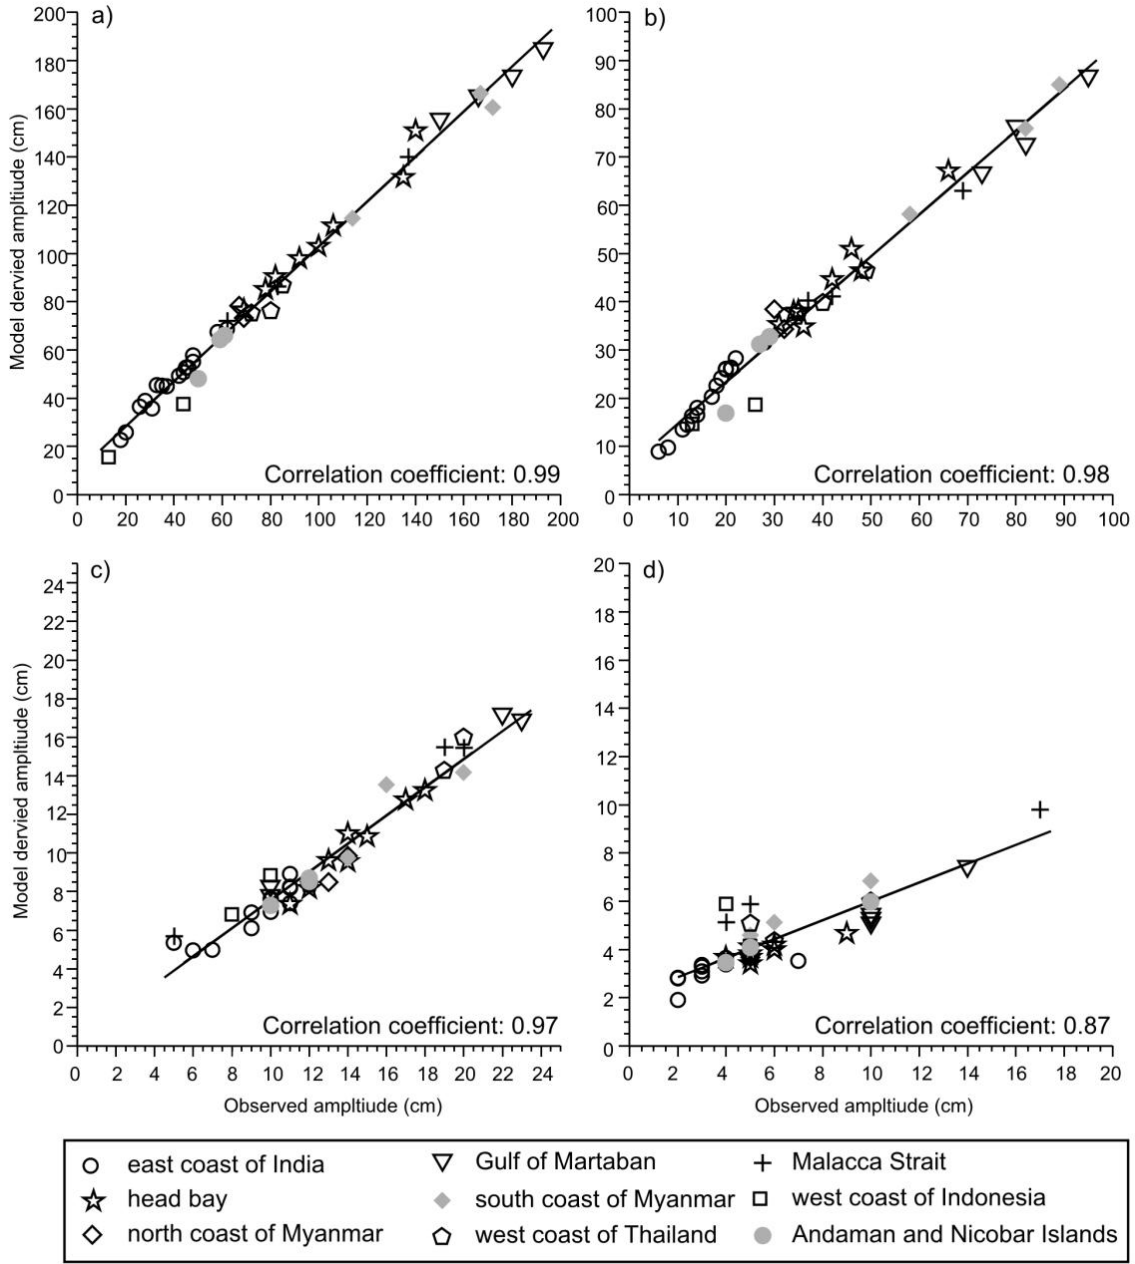 a)
Model dervied ampltiude (cm)
200
180
160
140
120
100
80
60
40
20
0
Correlation coefficient: 0.99
0 20 40 60 80 100 120 140 160 180 200
b)
100
90
80
70
60
50
40
30
20
10
0
Correlation coefficient: 0.98
0 10 20 30 40 50 60 70 80 90 100
c)
Model dervied ampltiude (cm)
24
22
20
18
16
14
12
10
8
6
4
2
0
Correlation coefficient: 0.97
0 2 4 6 8 10 12 14 16 18 20 22 24
Observed ampltiude (cm)
d)
20
18
16
14
12
10
8
6
4
2
0
Correlation coefficient: 0.87
0 2 4 6 8 10 12 14 16 18 20
Observed ampltiude (cm)
east coast of India
Gulf of Martaban
Malacca Strait
head bay
south coast of Myanmar
west coast of Indonesia
north coast of Myanmar
west coast of Thailand
Andaman and Nicobar Islands